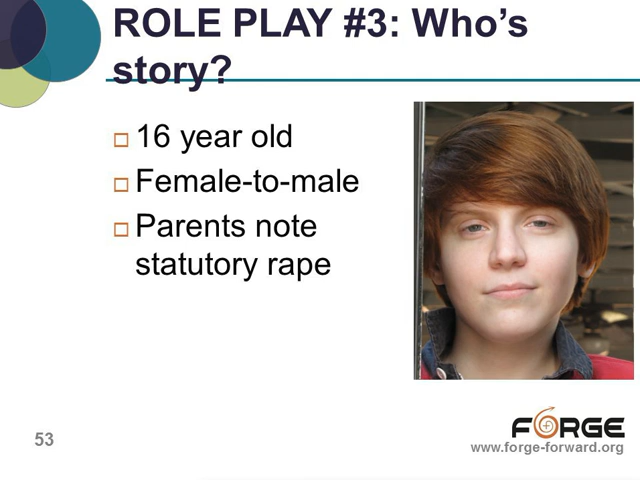 ROLE PLAY #3: Who’s
story?
16 year old
Female-to-male
Parents note
statutory rape
FORGE
www.forge-forward.org
53